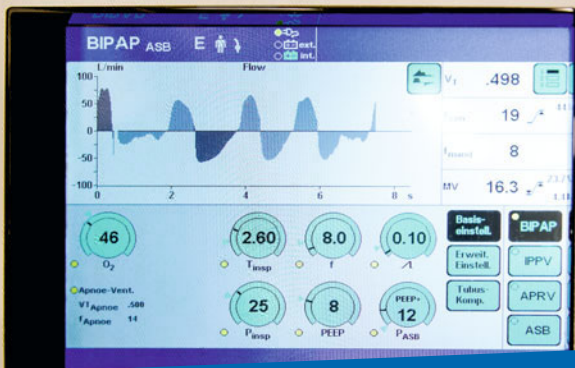 BIPAP ASB E
ext.
int.
L/min Flow
100
50
0
-50
-100
0 2 4 6 8 s
VT .498
19
fmand 8
MV 16.3
46
O2
2.60
Tinsp
8.0
f
0.10
Apnoe-Vent.
VTApnoe .500
fApnoe 14
25
Pinsp
8
PEEP
PEEP+
12
PASB
Basis-
einstell.
Erweit.
Einstell.
Tubus-
Komp.
BIPAP
IPPV
APRV
ASB